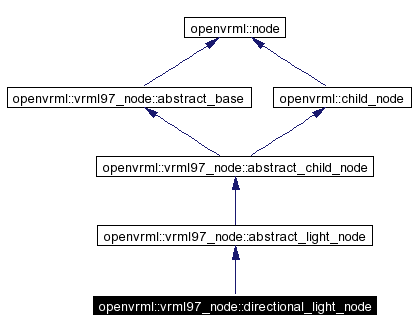 openvrml::node
openvrml::vrml97_node::abstract_base
openvrml::child_node
openvrml::vrml97_node::abstract_child_node
openvrml::vrml97_node::abstract_light_node
openvrml::vrml97_node::directional_light_node